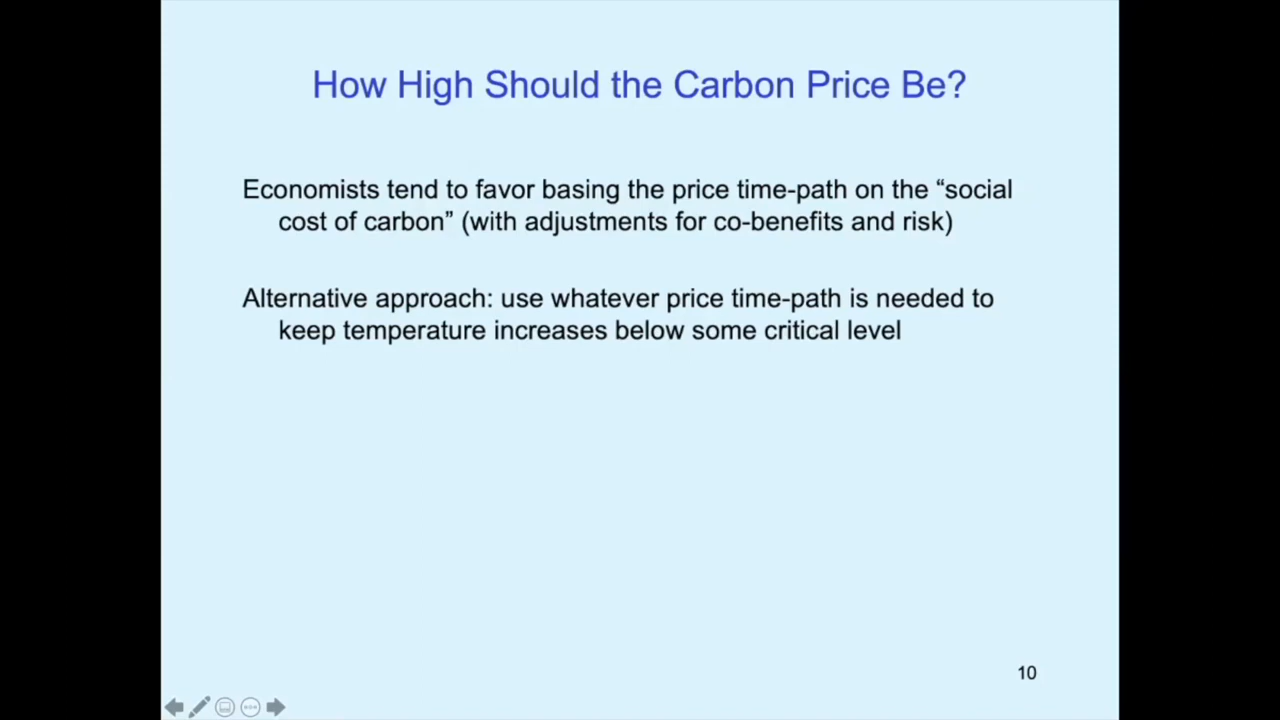 How High Should the Carbon Price Be?
Economists tend to favor basing the price time-path on the “social
cost of carbon” (with adjustments for co-benefits and risk)
Alternative approach: use whatever price time-path is needed to
keep temperature increases below some critical level
10